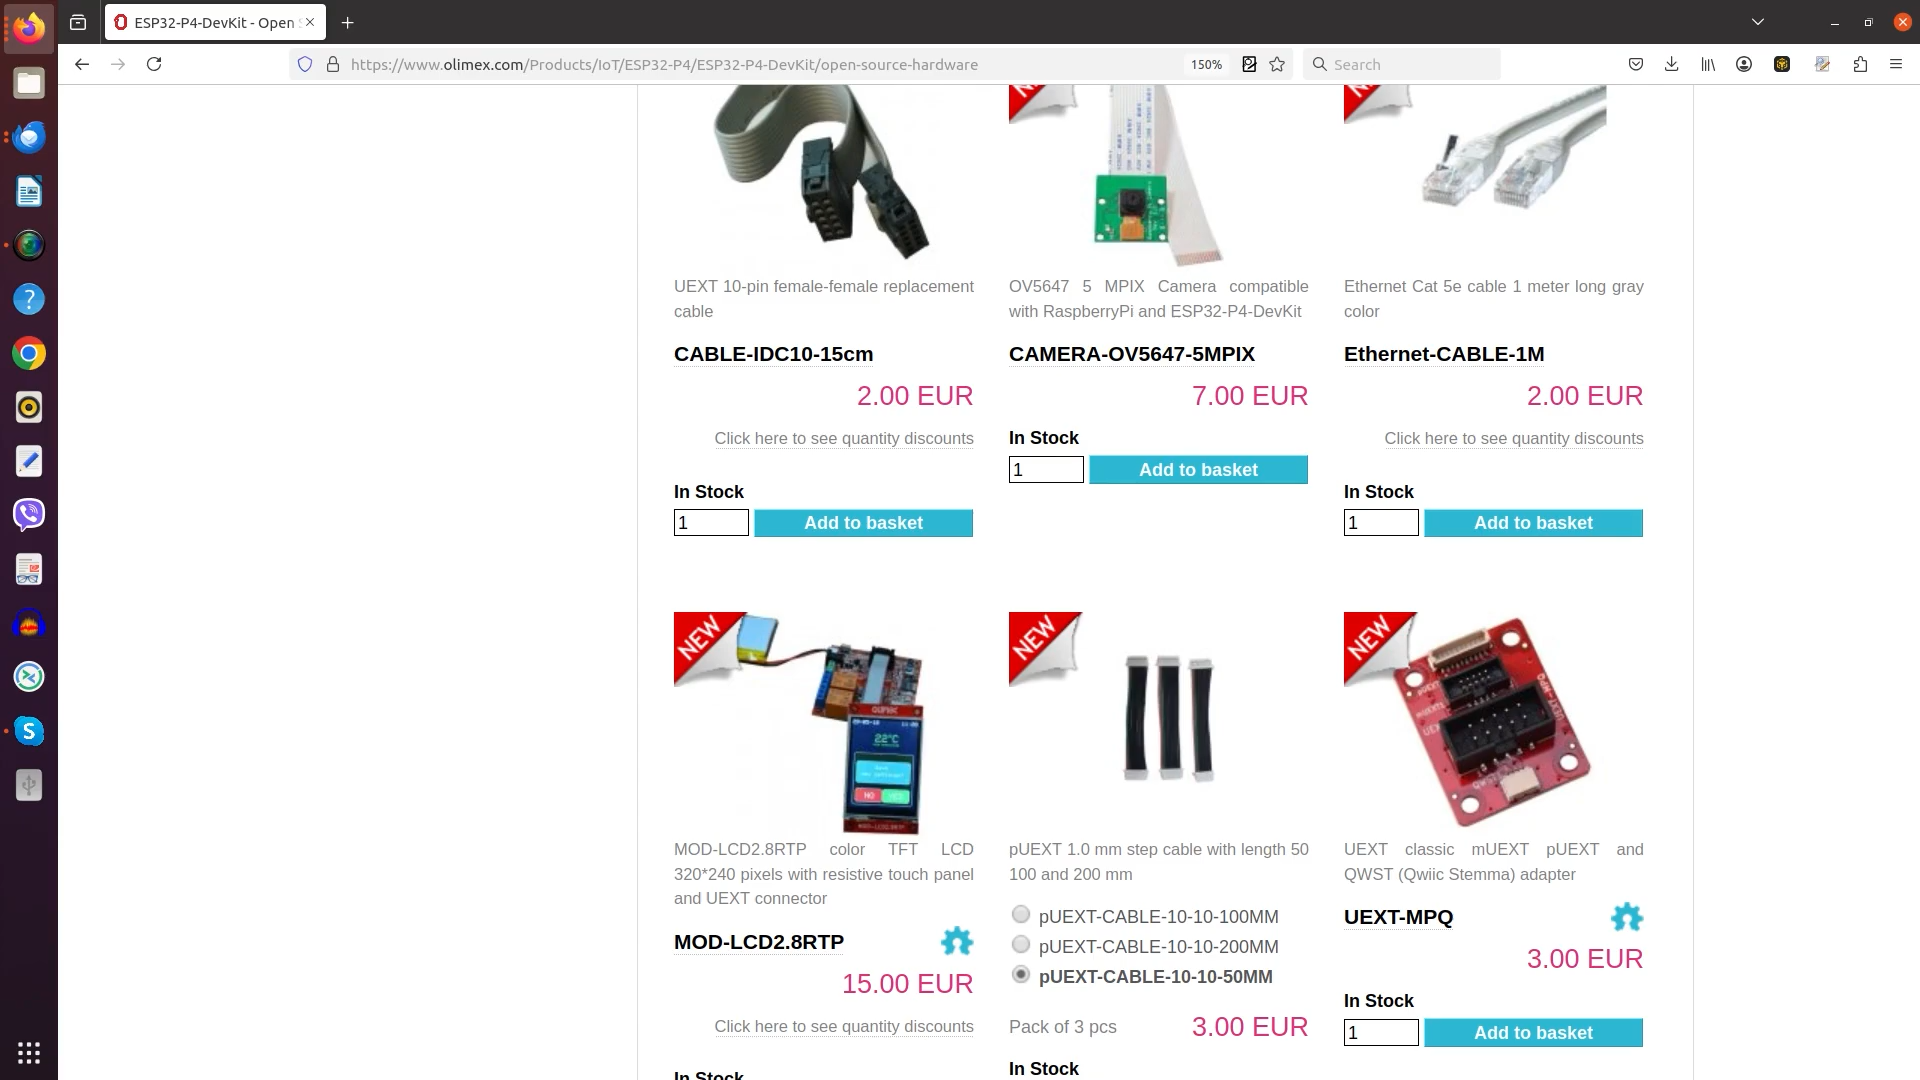 ESP32-P4-DevKit - Open
https://www.olimex.com/Products/IoT/ESP32-P4/ESP32-P4-DevKit/open-source-hardware
150%
Search
UEXT 10-pin female-female replacement
cable
CABLE-IDC10-15cm
2.00 EUR
Click here to see quantity discounts
In Stock
1
Add to basket
OV5647 5 MPIX Camera compatible
with RaspberryPi and ESP32-P4-DevKit
CAMERA-OV5647-5MPIX
7.00 EUR
In Stock
1
Add to basket
Ethernet Cat 5e cable 1 meter long gray
color
Ethernet-CABLE-1M
2.00 EUR
Click here to see quantity discounts
In Stock
1
Add to basket
NEW
22°C
NO
MOD-LCD2.8RTP color TFT LCD
320*240 pixels with resistive touch panel
and UEXT connector
MOD-LCD2.8RTP
15.00 EUR
Click here to see quantity discounts
In Stock
NEW
pUEXT 1.0 mm step cable with length 50
100 and 200 mm
pUEXT-CABLE-10-10-100MM
pUEXT-CABLE-10-10-200MM
pUEXT-CABLE-10-10-50MM
Pack of 3 pcs
3.00 EUR
In Stock
NEW
UEXT-MPQ
UEXT classic mUEXT pUEXT and
QWST (Qwiic Stemma) adapter
UEXT-MPQ
3.00 EUR
In Stock
1
Add to basket